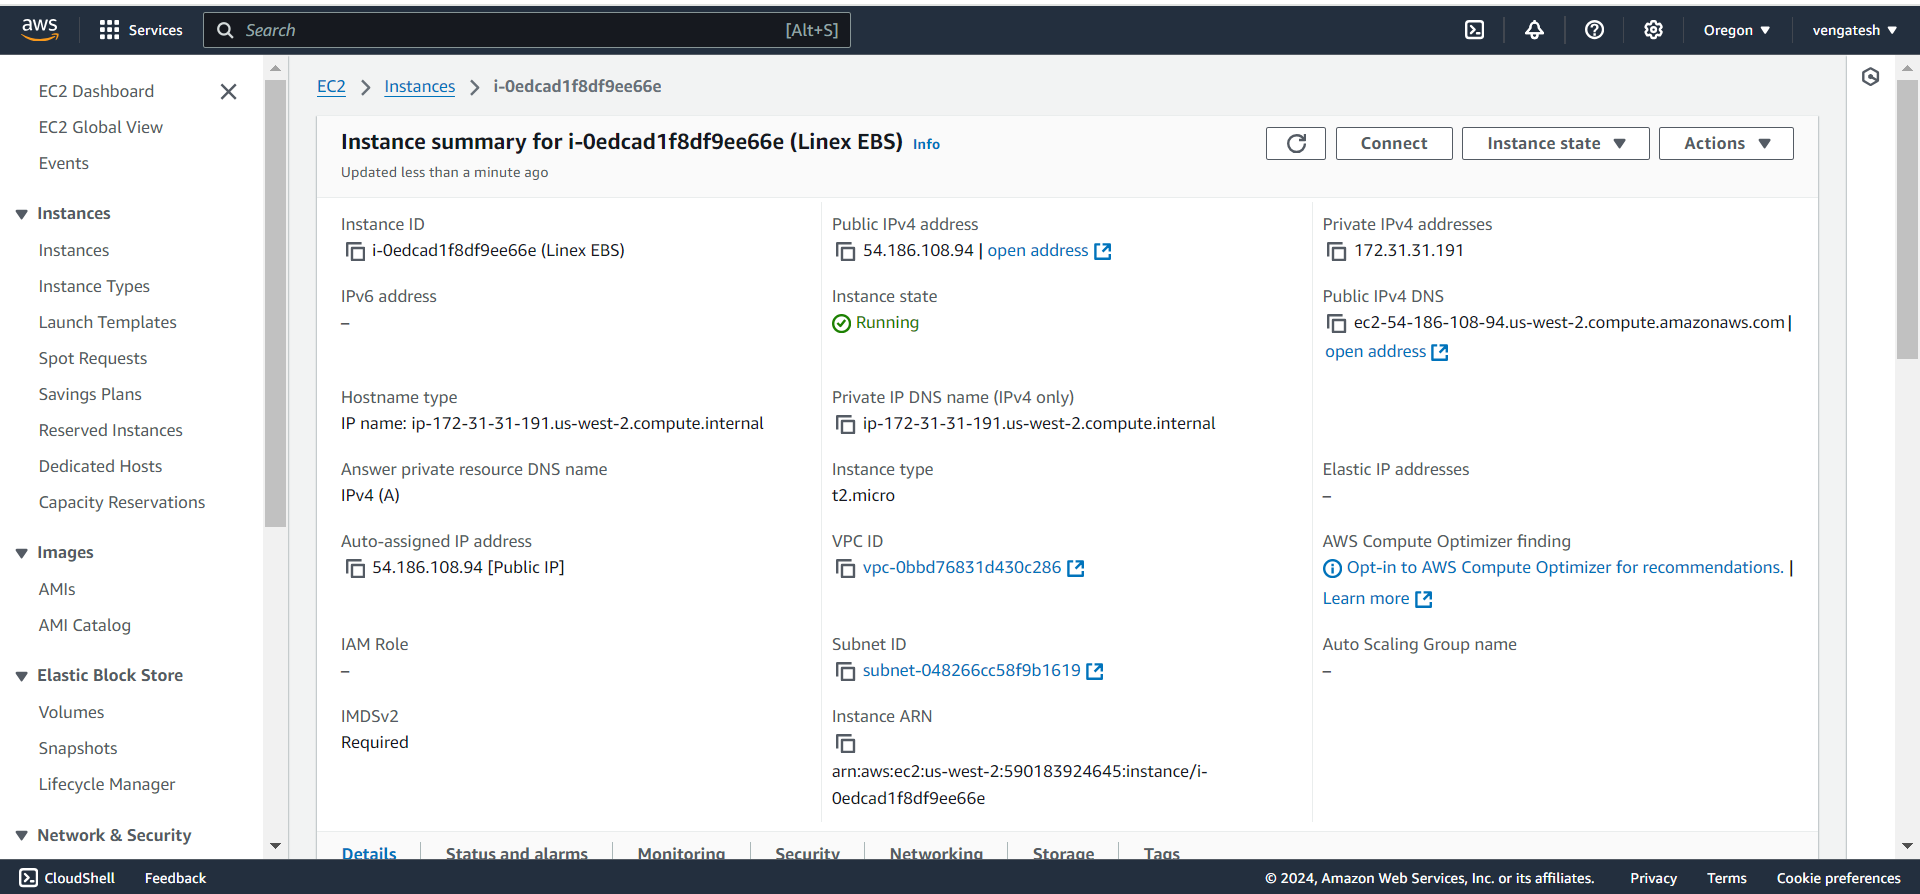 aws
Services
Search [Alt+S]
Oregon
vengatesh
EC2 Dashboard
EC2 Global View
Events
Instances
Instances
Instance Types
Launch Templates
Spot Requests
Savings Plans
Reserved Instances
Dedicated Hosts
Capacity Reservations
Images
AMIs
AMI Catalog
Elastic Block Store
Volumes
Snapshots
Lifecycle Manager
Network & Security
EC2 Instances i-0edcad1f8df9ee66e
Instance summary for i-0edcad1f8df9ee66e (Linex EBS) Info
Updated less than a minute ago
Connect
Instance state
Actions
Instance ID
i-0edcad1f8df9ee66e (Linex EBS)
Public IPv4 address
54.186.108.94 | open address
Private IPv4 addresses
172.31.31.191
IPv6 address
–
Instance state
Running
Public IPv4 DNS
ec2-54-186-108-94.us-west-2.compute.amazonaws.com |
open address
Hostname type
IP name: ip-172-31-31-191.us-west-2.compute.internal
Private IP DNS name (IPv4 only)
ip-172-31-31-191.us-west-2.compute.internal
Answer private resource DNS name
IPv4 (A)
Instance type
t2.micro
Elastic IP addresses
–
Auto-assigned IP address
54.186.108.94 [Public IP]
VPC ID
vpc-0bbd76831d430c286
AWS Compute Optimizer finding
Opt-in to AWS Compute Optimizer for recommendations. |
Learn more
IAM Role
–
Subnet ID
subnet-048266cc58f9b1619
Auto Scaling Group name
–
IMDSv2
Required
Instance ARN
arn:aws:ec2:us-west-2:590183924645:instance/i-
0edcad1f8df9ee66e
Details
Status and alarms
Monitoring
Security
Networking
Storage
Tags
CloudShell
Feedback
© 2024, Amazon Web Services, Inc. or its affiliates.
Privacy
Terms
Cookie preferences